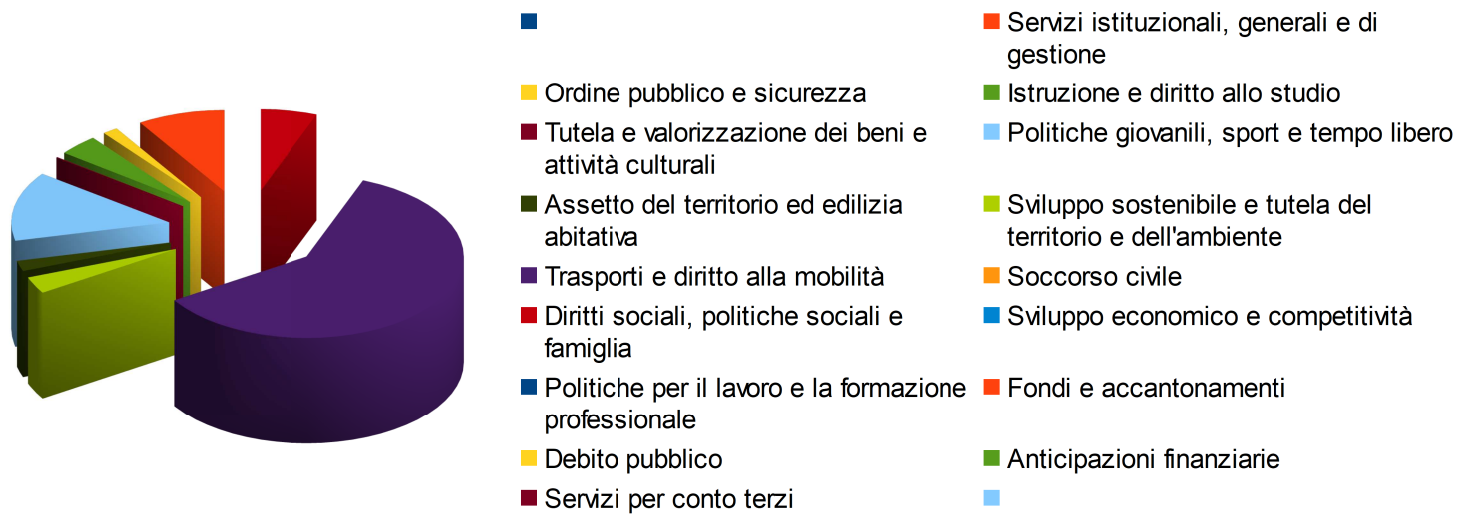 Servizi istituzionali, generali e di
gestione
Ordine pubblico e sicurezza
Istruzione e diritto allo studio
Tutela e valorizzazione dei beni e
attività culturali
Politiche giovanili, sport e tempo libero
Assetto del territorio ed edilizia
abitativa
Sviluppo sostenibile e tutela del
territorio e dell'ambiente
Trasporti e diritto alla mobilità
Soccorso civile
Diritti sociali, politiche sociali e
famiglia
Sviluppo economico e competitività
Politiche per il lavoro e la formazione
professionale
Fondi e accantonamenti
Debito pubblico
Anticipazioni finanziarie
Servizi per conto terzi